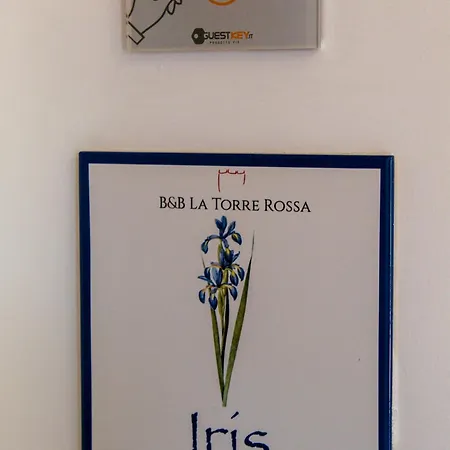 GUESTKEY.IT
B&B LA TORRE ROSSA
Iris